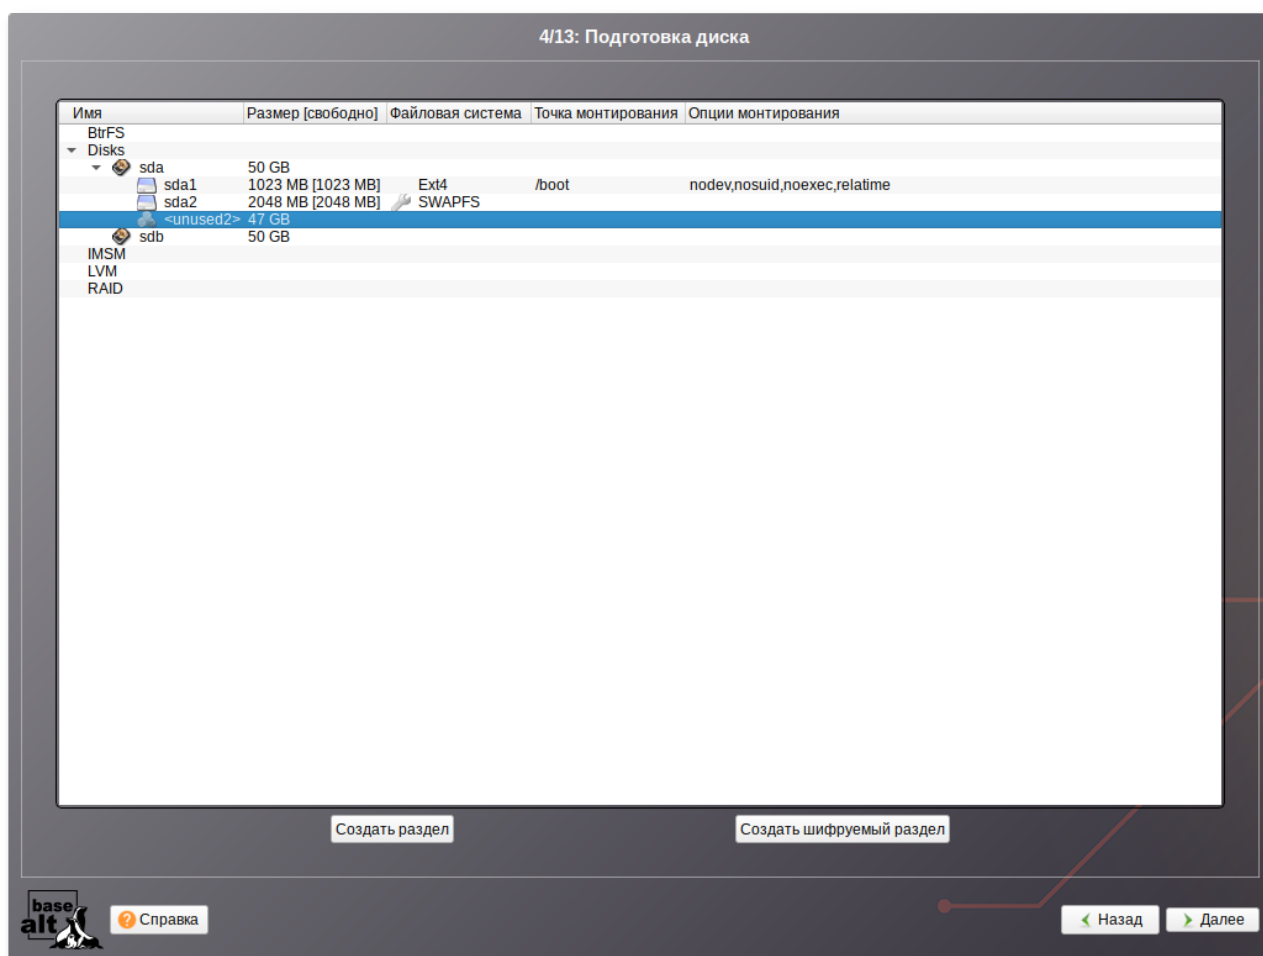 4/13: Подготовка диска
Имя Размер [свободно] Файловая система Точка монтирования Опции монтирования
BtrFS
Disks
sda 50 GB
sda1 1023 MB [1023 MB] Ext4 /boot nodev,nosuid,noexec,relatime
sda2 2048 MB [2048 MB] SWAPFS
<unused2> 47 GB
sdb 50 GB
IMSM
LVM
RAID
Создать раздел Создать шифруемый раздел
base
alt
Справка Назад Далее